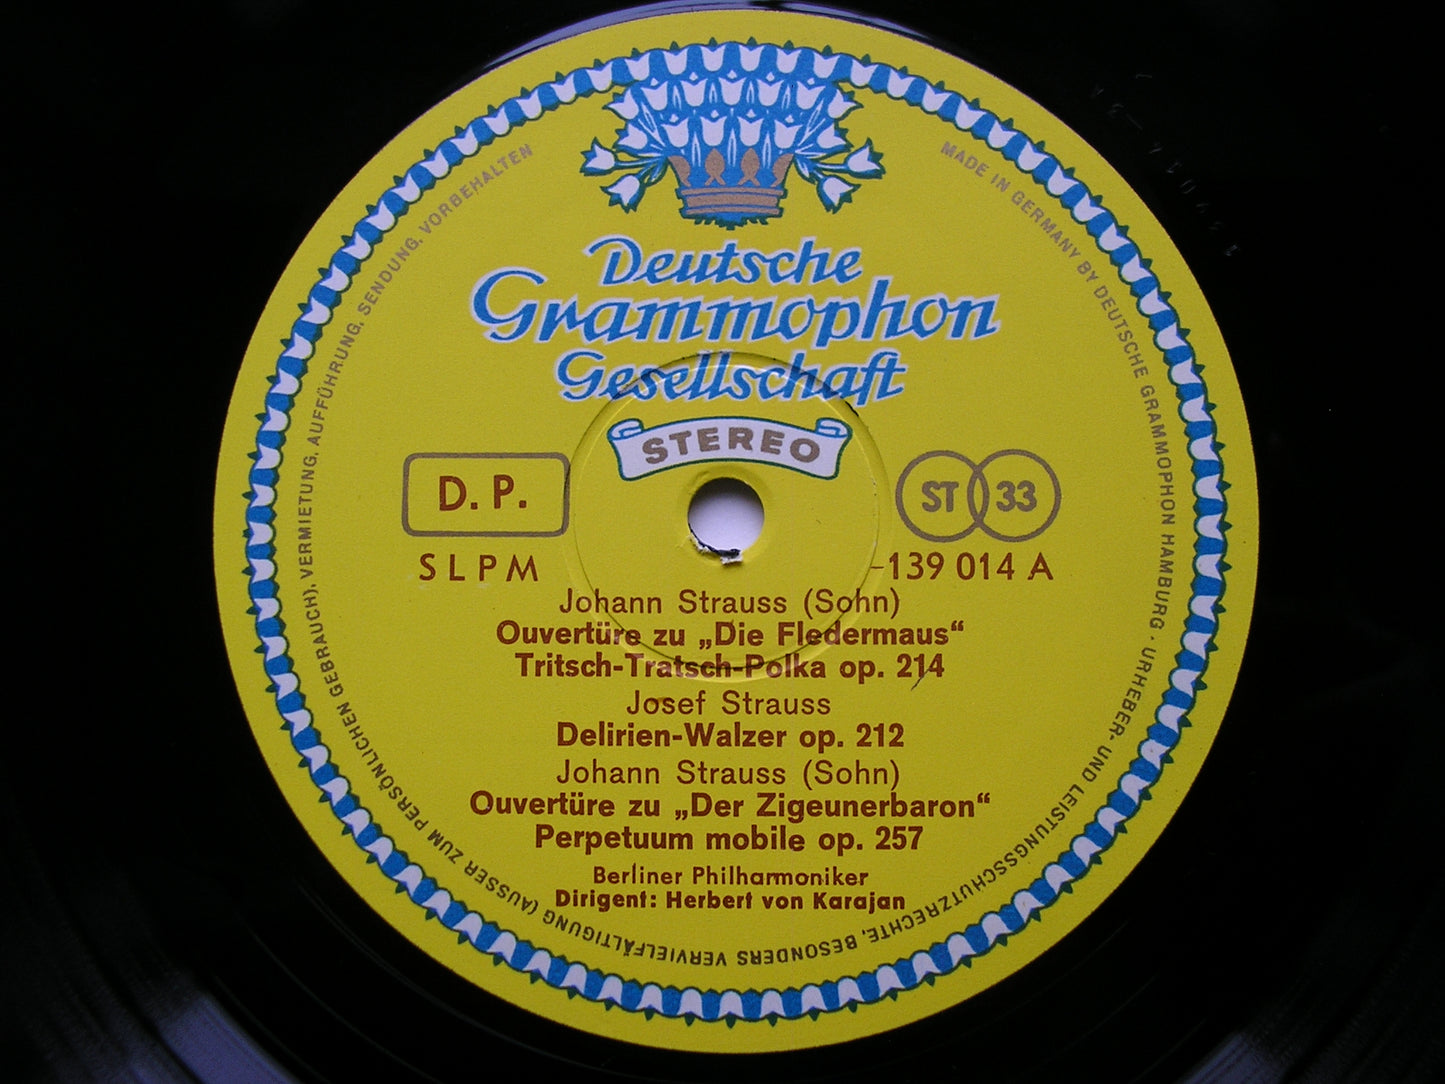 Deutsche
Grammophon
Gesellschaft
STEREO
D. P.
ST 33
SLPM
139 014 A
Johann Strauss (Sohn)
Ouvertüre zu „Die Fledermaus“
Tritsch-Tratsch-Polka op. 214
Josef Strauss
Delirien-Walzer op. 212
Johann Strauss (Sohn)
Ouvertüre zu „Der Zigeunerbaron“
Perpetuum mobile op. 257
Berliner Philharmoniker
Dirigent: Herbert von Karajan
MADE IN GERMANY BY DEUTSCHE GRAMMOPHON HAMBURG · URHEBER- UND LEISTUNGSSCHUTZRECHTE, BESONDERS VERVIELFÄLTIGUNG (AUSSER ZUM PERSÖNLICHEN GEBRAUCH), VERMIETUNG, AUFFÜHRUNG, SENDUNG, VORBEHALTEN